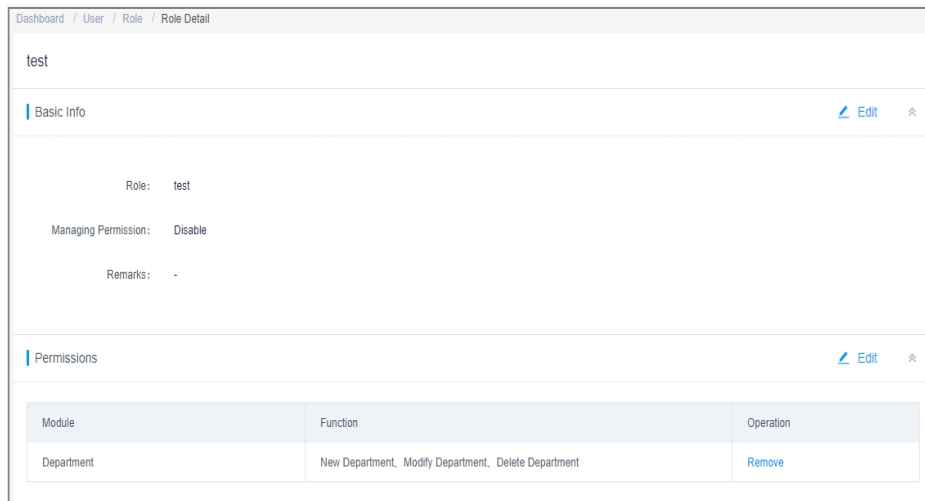 Dashboard / User / Role / Role Detail
test
Basic Info Edit
Role: test
Managing Permission: Disable
Remarks: -
Permissions Edit
Module Function Operation
Department New Department、Modify Department、Delete Department Remove